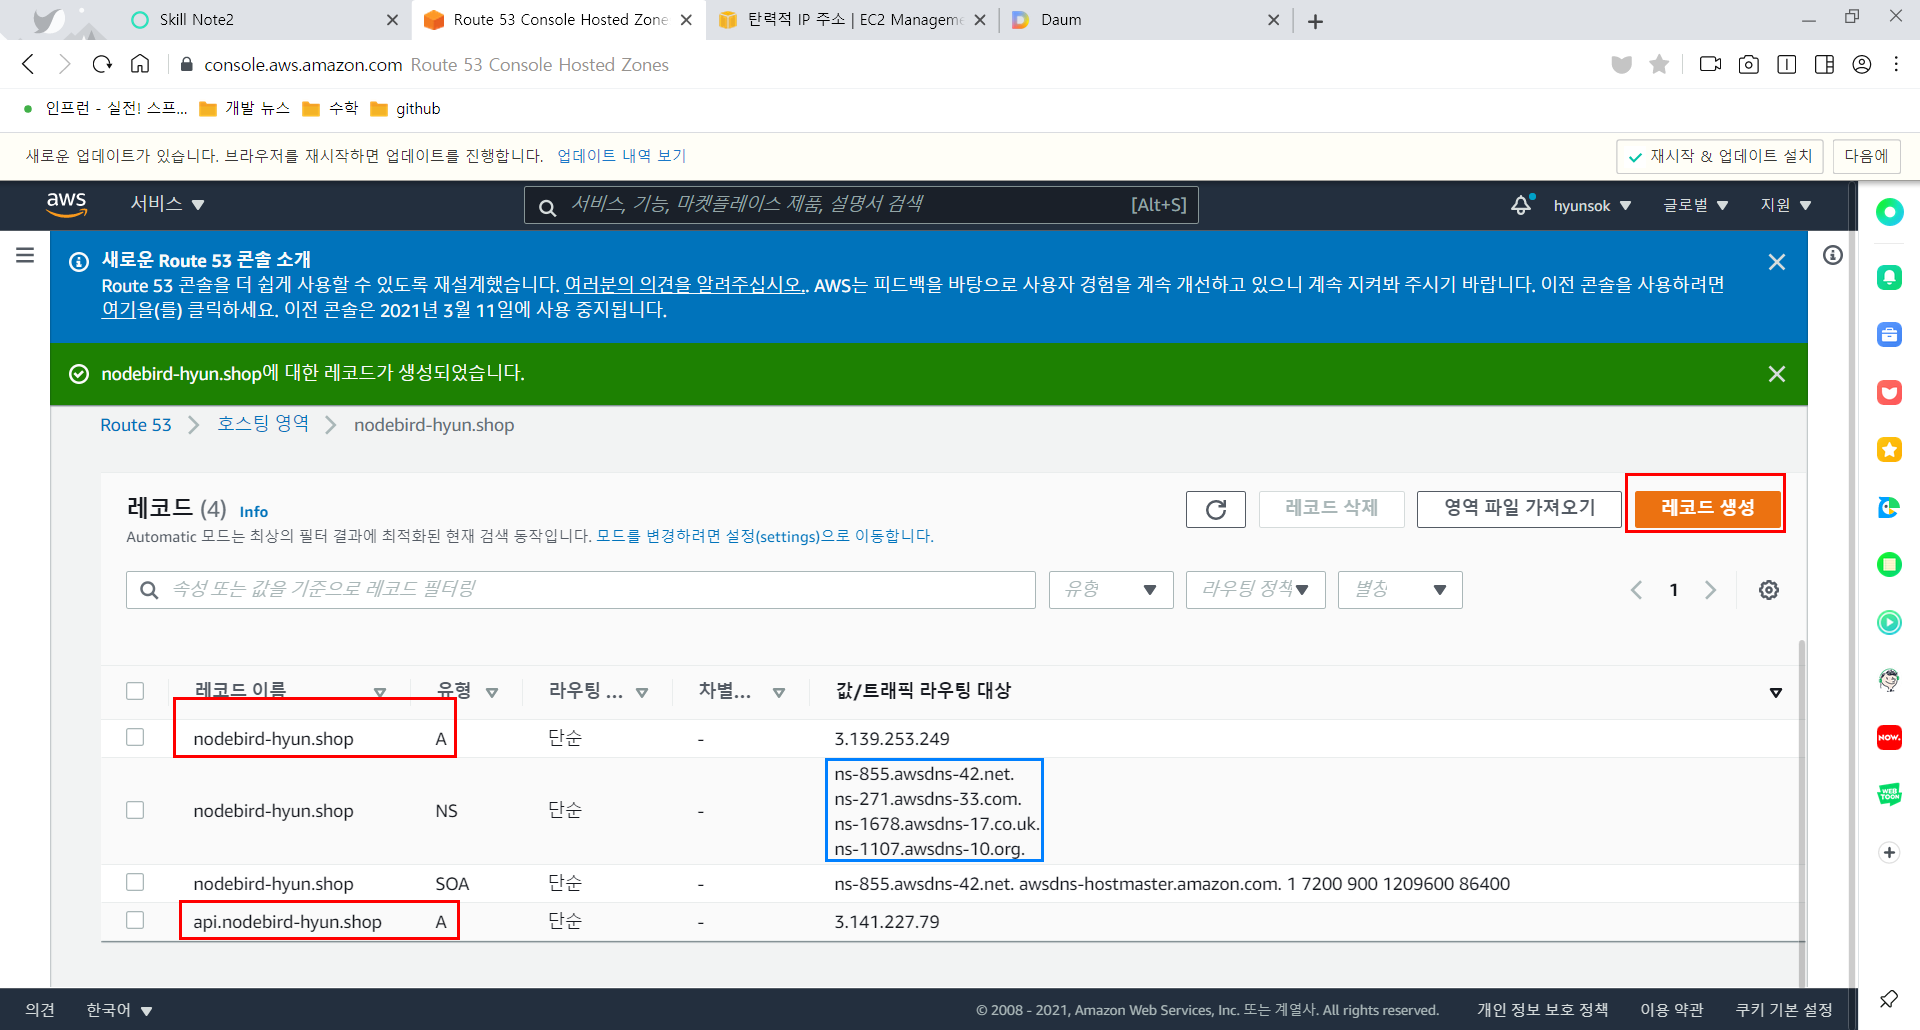 Skill Note2
Route 53 Console Hosted Zone
탄력적 IP 주소 | EC2 Manageme
Daum
console.aws.amazon.com Route 53 Console Hosted Zones
인프런 - 실전! 스프...
개발 뉴스
수학
github
새로운 업데이트가 있습니다. 브라우저를 재시작하면 업데이트를 진행합니다. 업데이트 내역 보기
재시작 & 업데이트 설치
다음에
aws
서비스
서비스, 기능, 마켓플레이스 제품, 설명서 검색
[Alt+S]
hyunsok
글로벌
지원
새로운 Route 53 콘솔 소개
Route 53 콘솔을 더 쉽게 사용할 수 있도록 재설계했습니다. 여러분의 의견을 알려주십시오.. AWS는 피드백을 바탕으로 사용자 경험을 계속 개선하고 있으니 계속 지켜봐 주시기 바랍니다. 이전 콘솔을 사용하려면
여기을(를) 클릭하세요. 이전 콘솔은 2021년 3월 11일에 사용 중지됩니다.
nodebird-hyun.shop에 대한 레코드가 생성되었습니다.
Route 53
호스팅 영역
nodebird-hyun.shop
레코드 (4) Info
레코드 삭제
영역 파일 가져오기
레코드 생성
Automatic 모드는 최상의 필터 결과에 최적화된 현재 검색 동작입니다. 모드를 변경하려면 설정(settings)으로 이동합니다.
속성 또는 값을 기준으로 레코드 필터링
유형
라우팅 정책
별칭
1
레코드 이름
유형
라우팅 ...
차별...
값/트래픽 라우팅 대상
nodebird-hyun.shop A 단순 - 3.139.253.249
nodebird-hyun.shop NS 단순 -
ns-855.awsdns-42.net.
ns-271.awsdns-33.com.
ns-1678.awsdns-17.co.uk.
ns-1107.awsdns-10.org.
nodebird-hyun.shop SOA 단순 - ns-855.awsdns-42.net. awsdns-hostmaster.amazon.com. 1 7200 900 1209600 86400
api.nodebird-hyun.shop A 단순 - 3.141.227.79
NOW.
WEB
TOON
의견
한국어
© 2008 - 2021, Amazon Web Services, Inc. 또는 계열사. All rights reserved.
개인 정보 보호 정책
이용 약관
쿠키 기본 설정